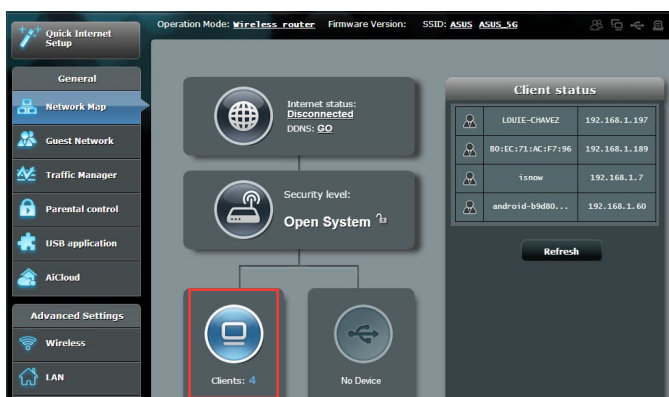 Operation Mode: Wireless router Firmware Version: SSID: ASUS ASUS_5G
Quick Internet
Setup
General
Network Map
Guest Network
Traffic Manager
Parental control
USB application
AiCloud
Advanced Settings
Wireless
LAN
Internet status:
Disconnected
DDNS: GO
Security level:
Open System
Clients: 4
No Device
Client status
LOUIE-CHAVEZ 192.168.1.197
80:EC:71:AC:F7:96 192.168.1.189
isnow 192.168.1.7
android-b9d80... 192.168.1.60
Refresh